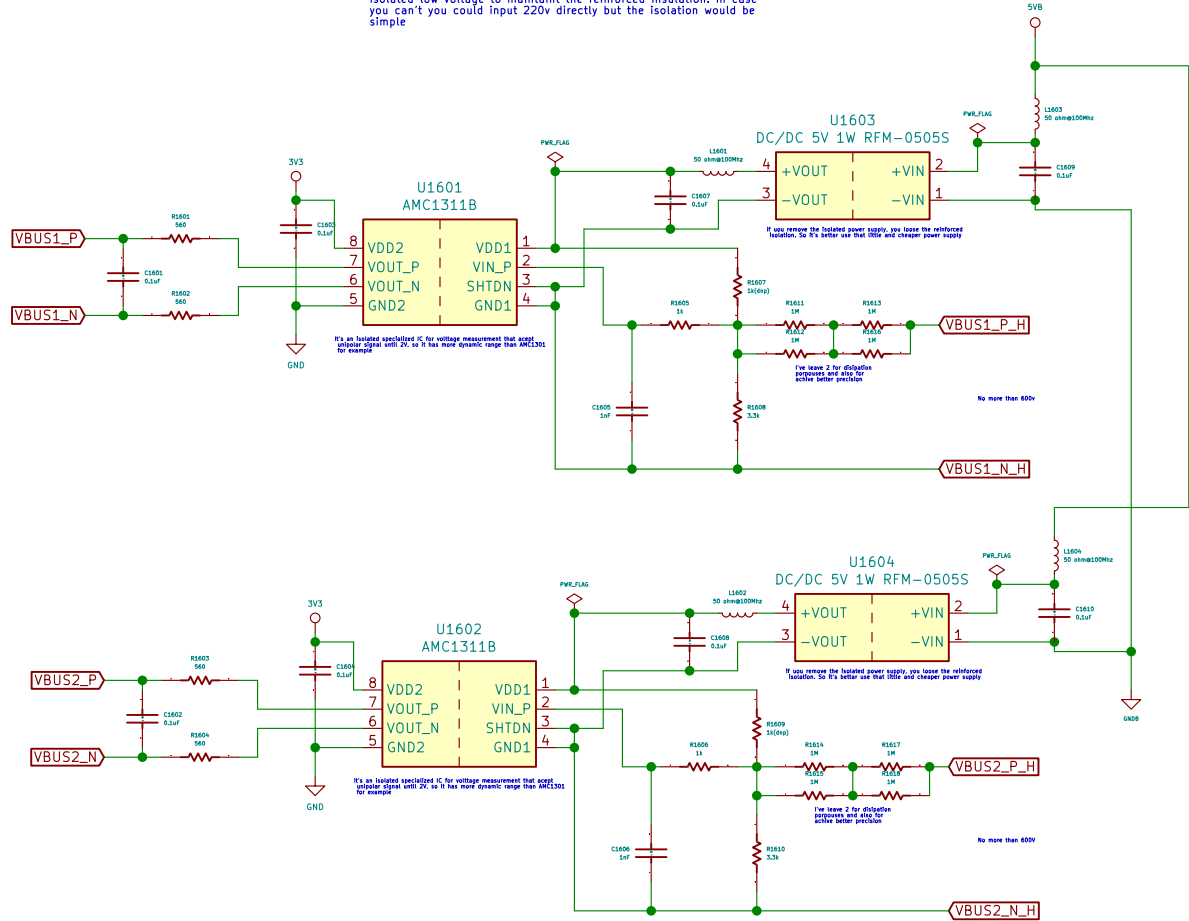 isolated low voltage to maintaint the reinforced insulation. In case
you can't you could input 220v directly but the isolation would be
simple
5VB
L1603
50 ohm@100Mhz
PWR_FLAG
U1603
DC/DC 5V 1W RFM-0505S
PWR_FLAG
L1601
50 ohm@100Mhz
4 +VOUT +VIN 2
3 -VOUT -VIN 1
C1609
0.1uF
C1607
0.1uF
If uou remove the isolated power supply, you loose the reinforced
isolation. So it's better use that little and cheaper power supply
3V3
U1601
AMC1311B
C1603
0.1uF
R1601
560
VBUS1_P
C1601
0.1uF
R1602
560
VBUS1_N
8 VDD2 VDD1 1
7 VOUT_P VIN_P 2
6 VOUT_N SHTDN 3
5 GND2 GND1 4
GND
It's an isolated specialized IC for volttage measurement that acept
unipolar signal until 2V. so it has more dynamic range than AMC1301
for example
R1607
1k(dnp)
R1605
1k
R1611
1M
R1613
1M
R1612
1M
R1616
1M
VBUS1_P_H
I've leave 2 for disipation
porpouses and also for
achive better precision
No more than 600v
C1605
1nF
R1608
3.3k
VBUS1_N_H
L1604
50 ohm@100Mhz
PWR_FLAG
U1604
DC/DC 5V 1W RFM-0505S
PWR_FLAG
L1602
50 ohm@100Mhz
4 +VOUT +VIN 2
3 -VOUT -VIN 1
C1610
0.1uF
C1608
0.1uF
If uou remove the isolated power supply, you loose the reinforced
isolation. So it's better use that little and cheaper power supply
GNDB
3V3
U1602
AMC1311B
C1604
0.1uF
R1603
560
VBUS2_P
C1602
0.1uF
R1604
560
VBUS2_N
8 VDD2 VDD1 1
7 VOUT_P VIN_P 2
6 VOUT_N SHTDN 3
5 GND2 GND1 4
GND
It's an isolated specialized IC for volttage measurement that acept
unipolar signal until 2V. so it has more dynamic range than AMC1301
for example
R1609
1k(dnp)
R1606
1k
R1614
1M
R1617
1M
R1615
1M
R1618
1M
VBUS2_P_H
I've leave 2 for disipation
porpouses and also for
achive better precision
No more than 600V
C1606
1nF
R1610
3.3k
VBUS2_N_H